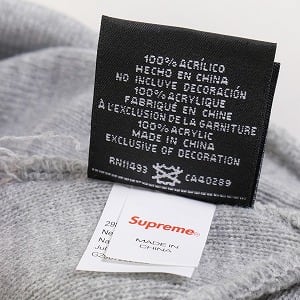 100% ACRÍLICO
HECHO EN CHINA
NO INCLUYE DECORACIÓN
100% ACRYLIQUE
FABRIQUÉ EN CHINE
À L'EXCLUSION DE LA GARNITURE
100% ACRYLIC
MADE IN CHINA
EXCLUSIVE OF DECORATION
RN11493 CA40289
Supreme®
MADE IN
CHINA